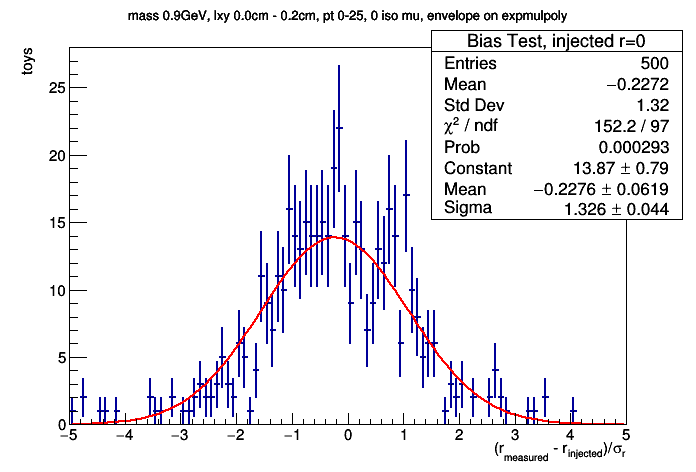 mass 0.9GeV, lxy 0.0cm - 0.2cm, pt 0-25, 0 iso mu, envelope on expmulpoly
Bias Test, injected r=0
Entries 500
Mean −0.2272
Std Dev 1.32
χ² / ndf 152.2 / 97
Prob 0.000293
Constant 13.87 ± 0.79
Mean −0.2276 ± 0.0619
Sigma 1.326 ± 0.044
toys
25
20
15
10
5
0
−5 −4 −3 −2 −1 0 1 2 3 4 5
(r_measured - r_injected)/σ_r